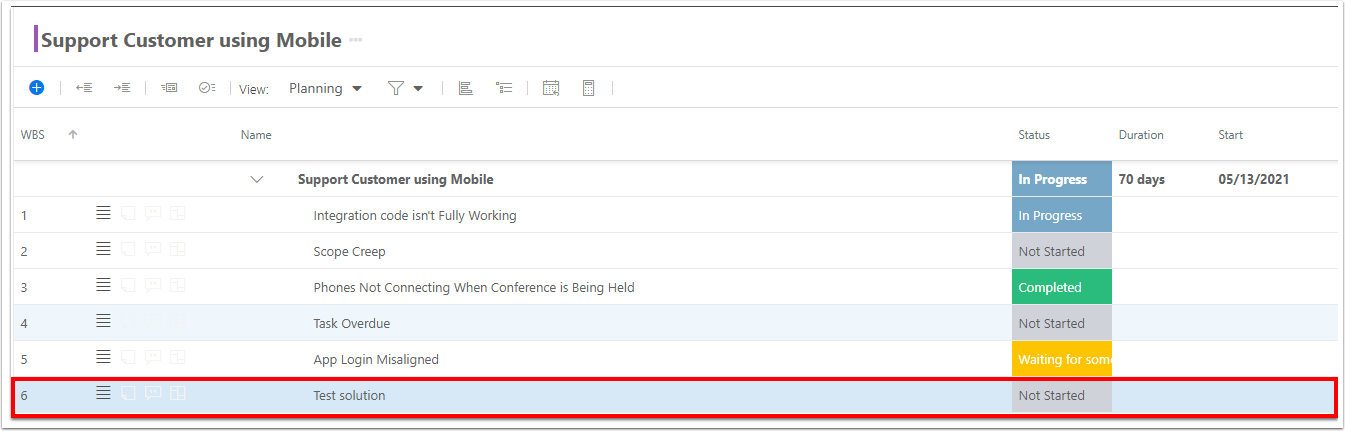 Support Customer using Mobile
View: Planning
WBS Name Status Duration Start
Support Customer using Mobile In Progress 70 days 05/13/2021
1 Integration code isn't Fully Working In Progress
2 Scope Creep Not Started
3 Phones Not Connecting When Conference is Being Held Completed
4 Task Overdue Not Started
5 App Login Misaligned Waiting for som
6 Test solution Not Started